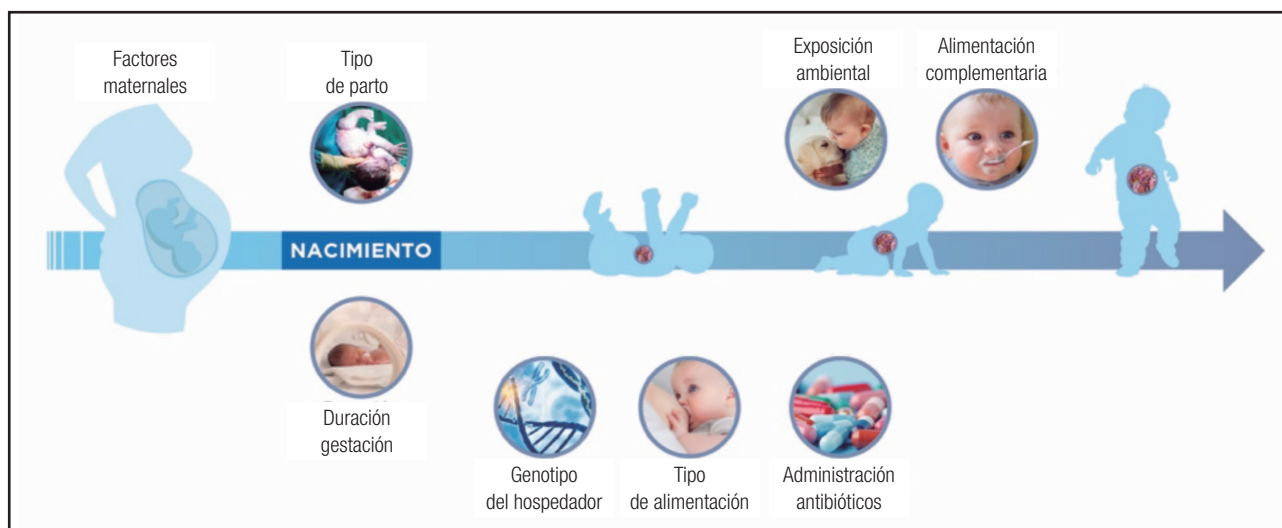 Factores
maternales
Tipo
de parto
Exposición
ambiental
Alimentación
complementaria
NACIMIENTO
Duración
gestación
Genotipo
del hospedador
Tipo
de alimentación
Administración
antibióticos